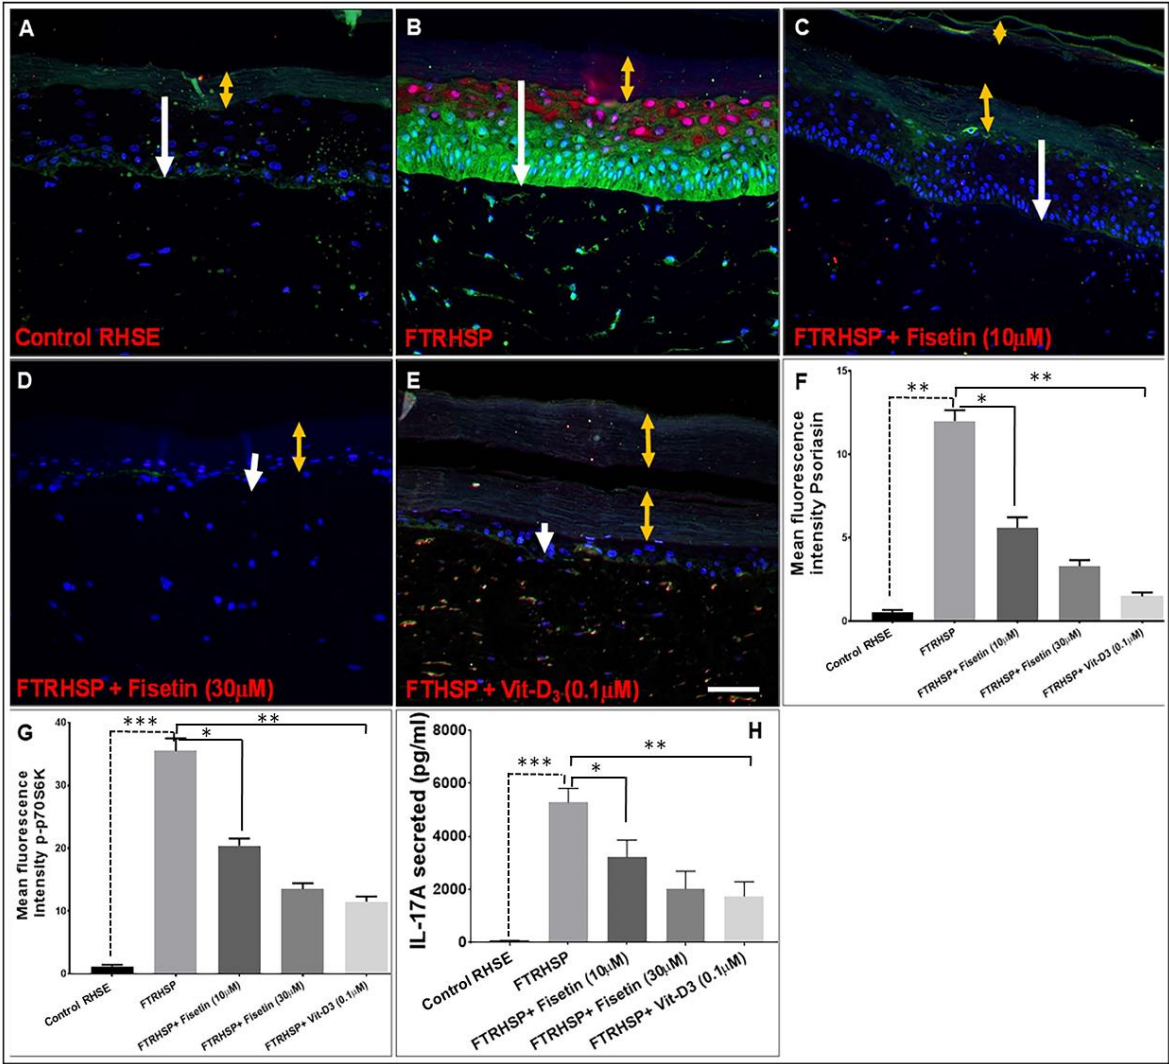 A
Control RHSE
B
FTRHSP
C
FTRHSP + Fisetin (10μM)
D
FTRHSP + Fisetin (30μM)
E
FTHSP + Vit-D₃ (0.1μM)
F
Mean fluorescence
intensity Psoriasin
15
10
5
0
**
**
*
Control RHSE
FTRHSP
FTRHSP+ Fisetin (10μM)
FTRHSP+ Fisetin (30μM)
FTRHSP+ Vit-D3 (0.1μM)
G
Mean fluorescence
Intensity p-p70S6K
40
30
20
10
0
***
**
*
Control RHSE
FTRHSP
FTRHSP+ Fisetin (10μM)
FTRHSP+ Fisetin (30μM)
FTRHSP+ Vit-D3 (0.1μM)
H
IL-17A secreted (pg/ml)
8000
6000
4000
2000
0
***
**
*
Control RHSE
FTRHSP
FTRHSP+ Fisetin (10μM)
FTRHSP+ Fisetin (30μM)
FTRHSP+ Vit-D3 (0.1μM)